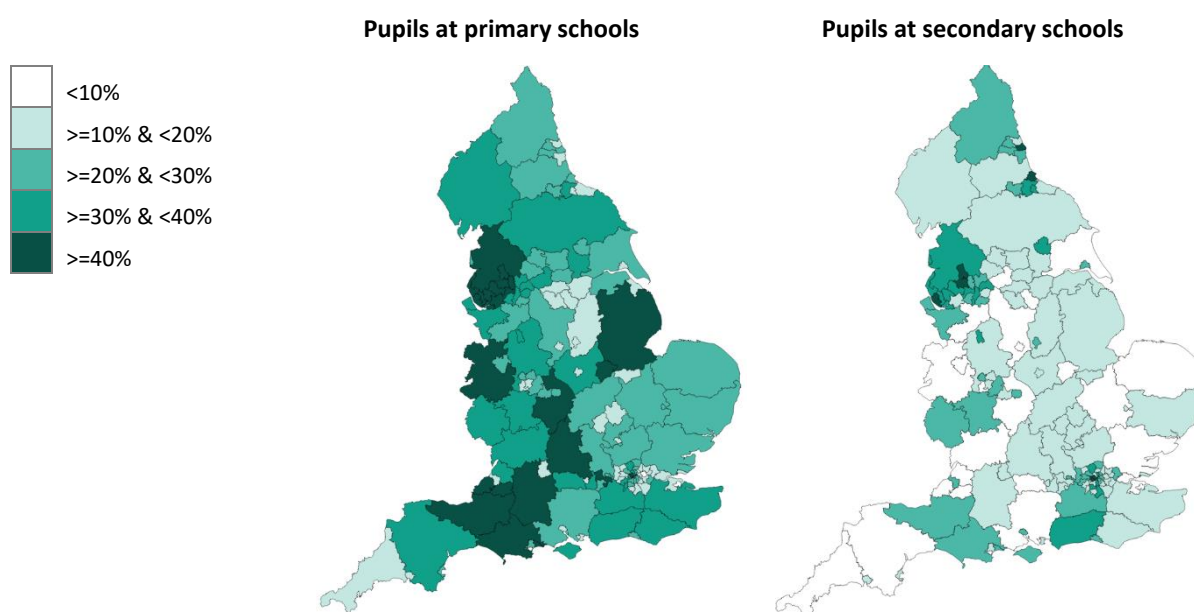 Pupils at primary schools
Pupils at secondary schools
<10%
>=10% & <20%
>=20% & <30%
>=30% & <40%
>=40%